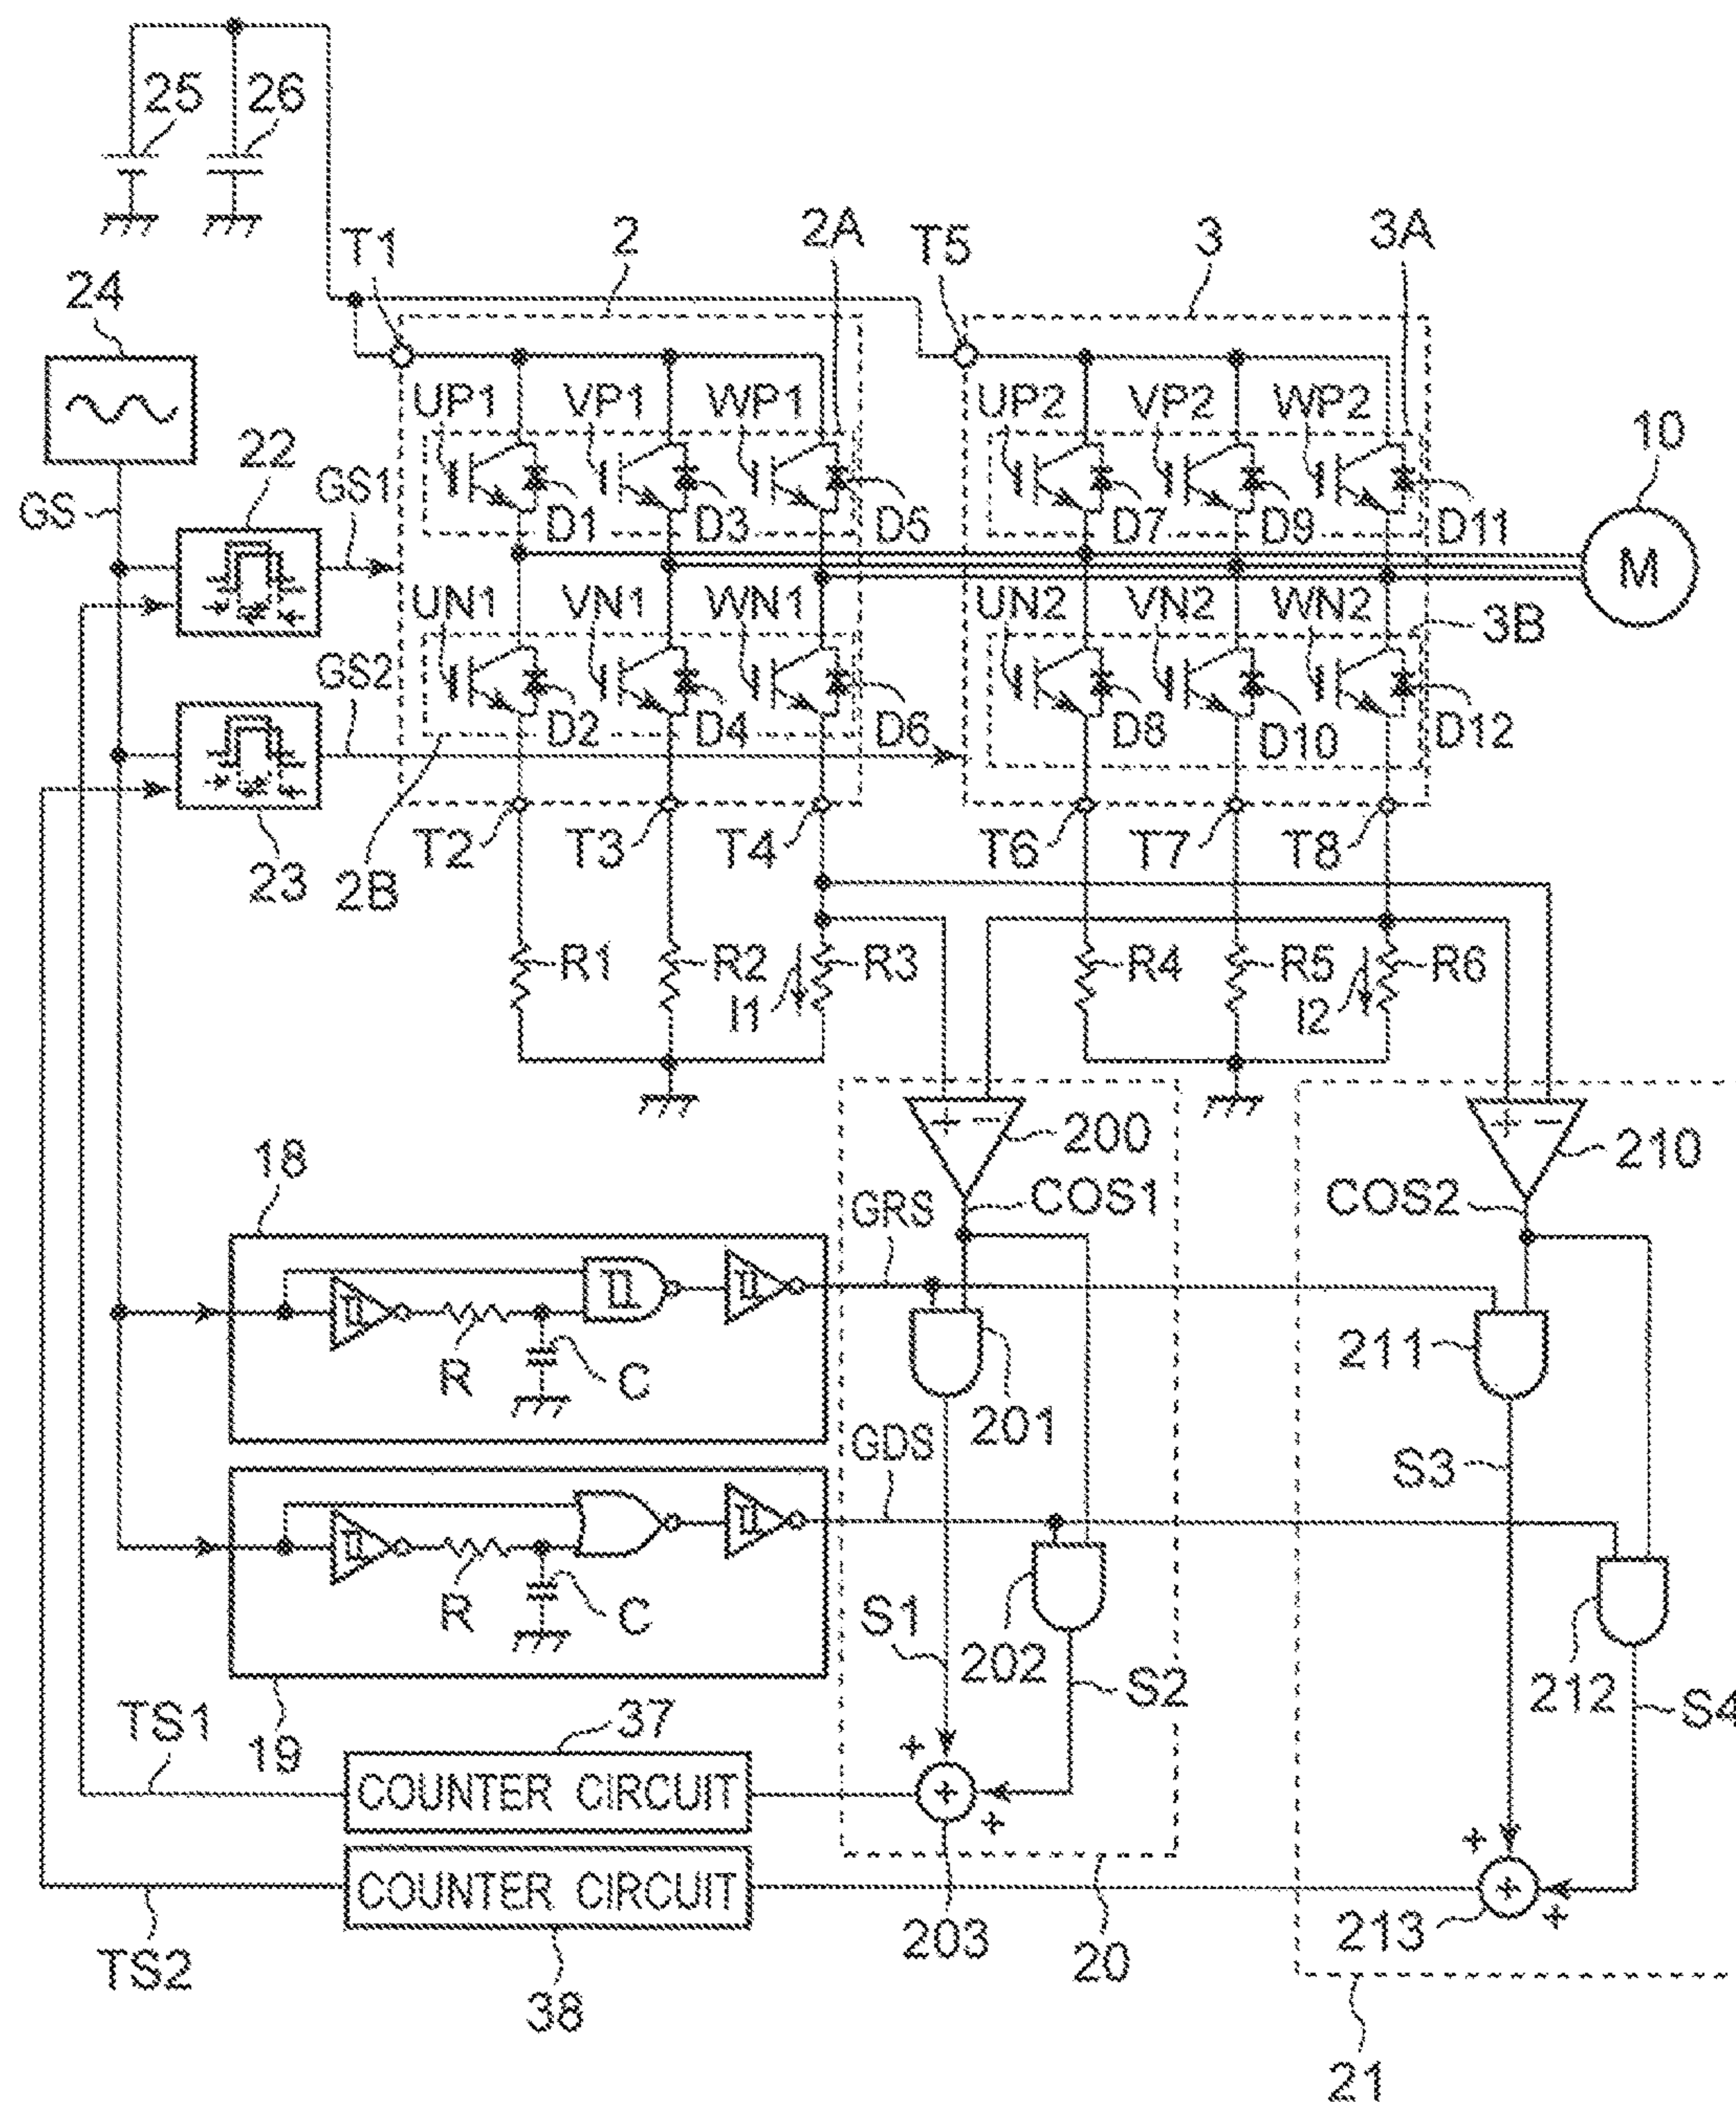 25 26
T1 2 2A T5 3 3A
24
UP1 VP1 WP1 UP2 VP2 WP2
10
22
GS GS1
D1 D3 D5 D7 D9 D11
M
UN1 VN1 WN1 UN2 VN2 WN2
3B
GS2
D2 D4 D6 D8 D10 D12
T2 T3 T4 T6 T7 T8
23 2B
R1 R2 R3 R4 R5 R6
I1 I2
+ - 200 + - 210
18
GRS COS1 COS2
R C
201 211
GDS
S3
R C
S1 202 S2 212 S4
TS1 19 37
+
COUNTER CIRCUIT
+ +
+
COUNTER CIRCUIT
+ +
203 20 213
TS2 38
21